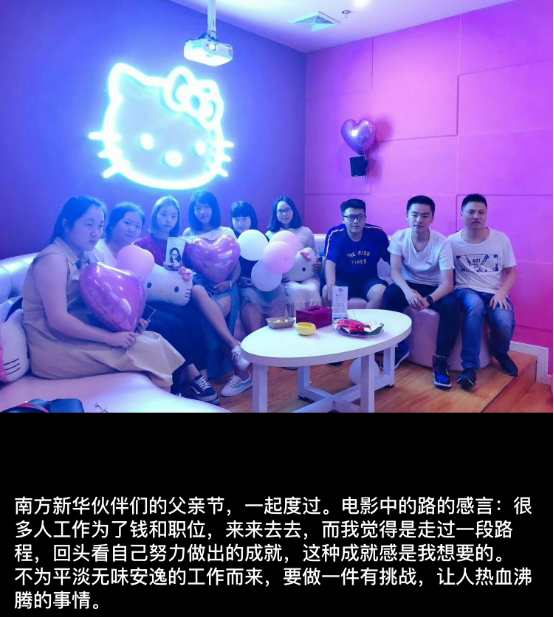 THE KISS
TIMES
南方新华伙伴们的父亲节，一起度过。电影中的路的感言：很
多人工作为了钱和职位，来来去去，而我觉得是走过一段路
程，回头看自己努力做出的成就，这种成就感是我想要的。
不为平淡无味安逸的工作而来，要做一件有挑战，让人热血沸
腾的事情。